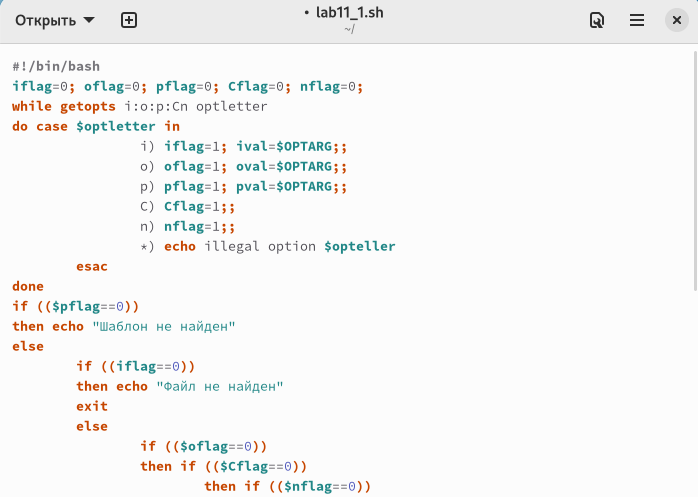 Открыть
• lab11_1.sh
~/
#!/bin/bash
iflag=0; oflag=0; pflag=0; Cflag=0; nflag=0;
while getopts i:o:p:Cn optletter
do case $optletter in
i) iflag=1; ival=$OPTARG;;
o) oflag=1; oval=$OPTARG;;
p) pflag=1; pval=$OPTARG;;
C) Cflag=1;;
n) nflag=1;;
*) echo illegal option $opteller
esac
done
if (($pflag==0))
then echo "Шаблон не найден"
else
if ((iflag==0))
then echo "Файл не найден"
exit
else
if (($oflag==0))
then if (($Cflag==0))
then if (($nflag==0))